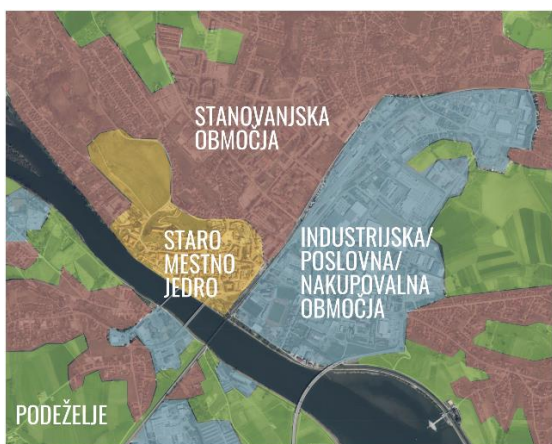 STANOVANJSKA
OBMOČJA
STARO
MESTNO
JEDRO
INDUSTRIJSKA/
POSLOVNA/
NAKUPOVALNA
OBMOČJA
PODEŽELJE